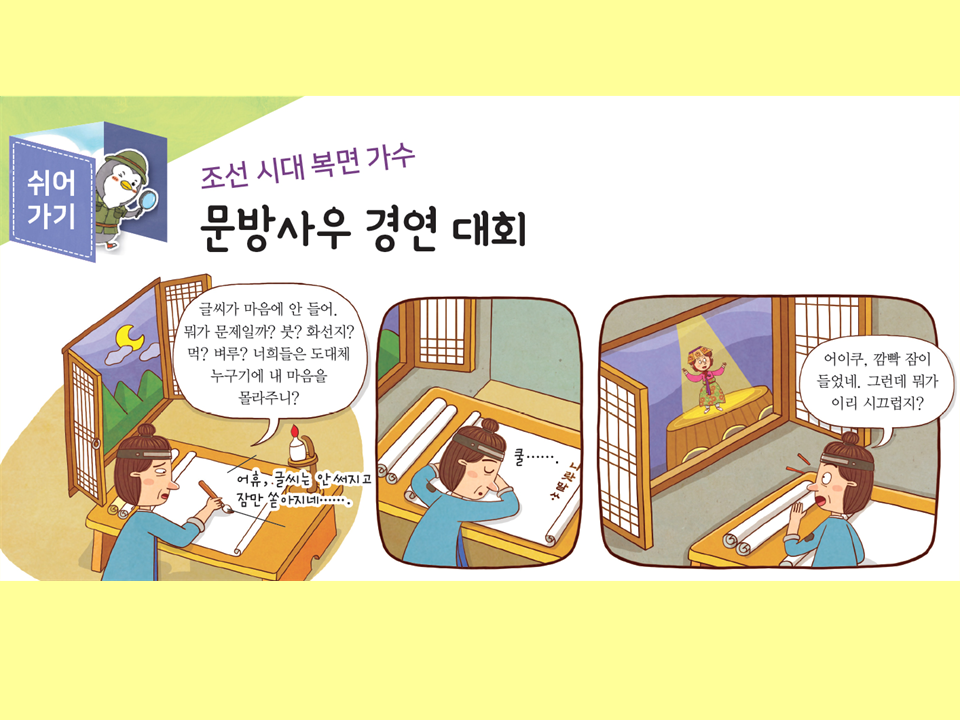 쉬어
가기
조선 시대 복면 가수
문방사우 경연 대회
글씨가 마음에 안 들어.
뭐가 문제일까? 붓? 화선지?
먹? 벼루? 너희들은 도대체
누구기에 내 마음을
몰라주니?
어휴, 글씨는 안 써지고
잠만 쏟아지네…….
쿨…….
어이쿠, 깜빡 잠이
들었네. 그런데 뭐가
이리 시끄럽지?